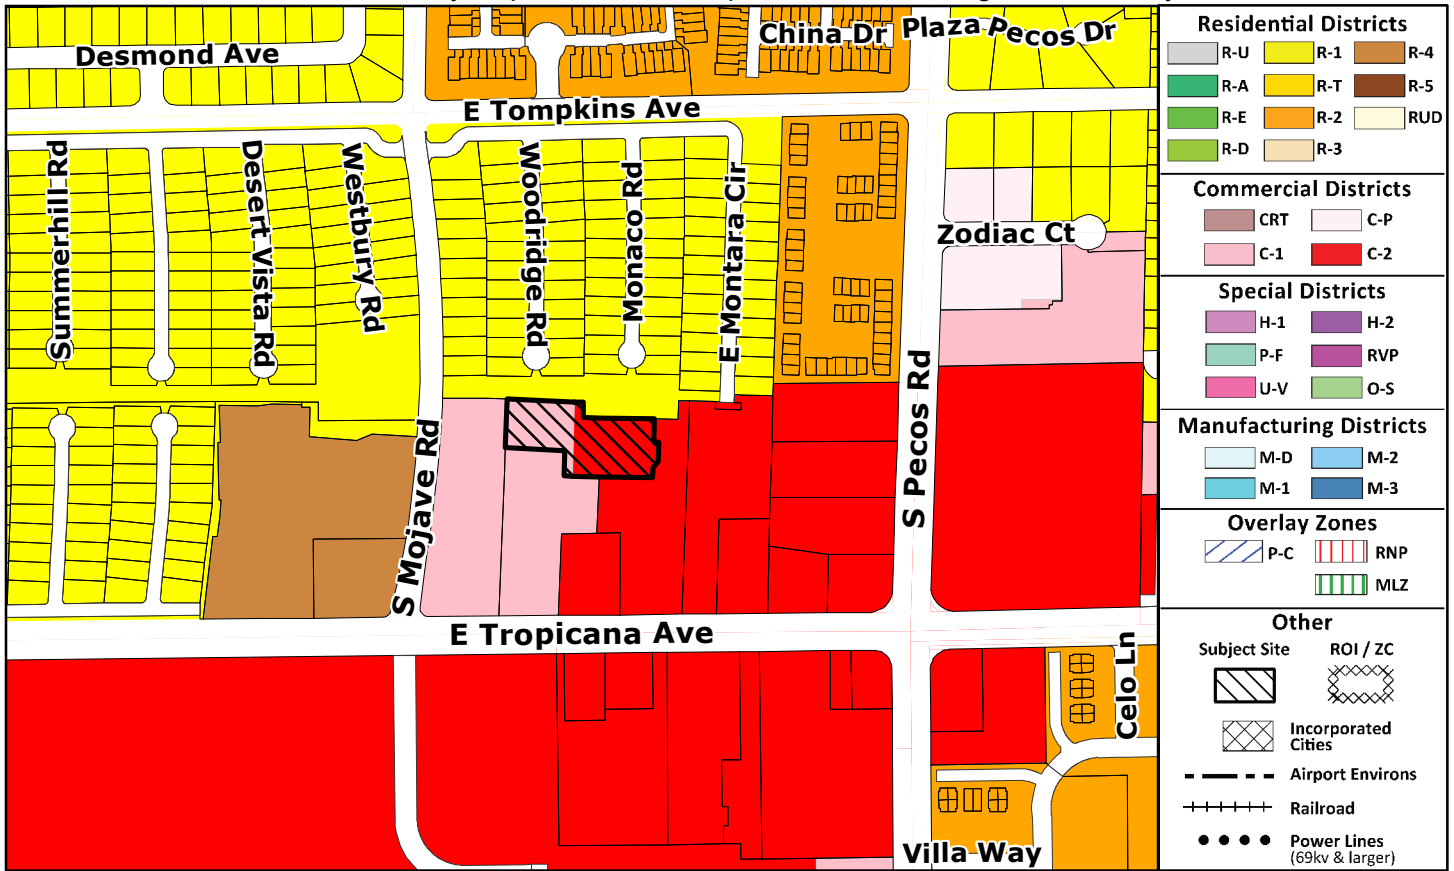 Desmond Ave
China Dr
Plaza Pecos Dr
E Tompkins Ave
Summerhill Rd
Desert Vista Rd
Westbury Rd
Woodridge Rd
Monaco Rd
E Montara Cir
Zodiac Ct
S Mojave Rd
S Pecos Rd
E Tropicana Ave
Celo Ln
Villa Way
Residential Districts
R-U R-1 R-4
R-A R-T R-5
R-E R-2 RUD
R-D R-3
Commercial Districts
CRT C-P
C-1 C-2
Special Districts
H-1 H-2
P-F RVP
U-V O-S
Manufacturing Districts
M-D M-2
M-1 M-3
Overlay Zones
P-C RNP
MLZ
Other
Subject Site ROI / ZC
Incorporated
Cities
Airport Environs
Railroad
Power Lines
(69kv & larger)